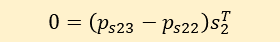 0 = (p_{s23} − p_{s22})s_2^T